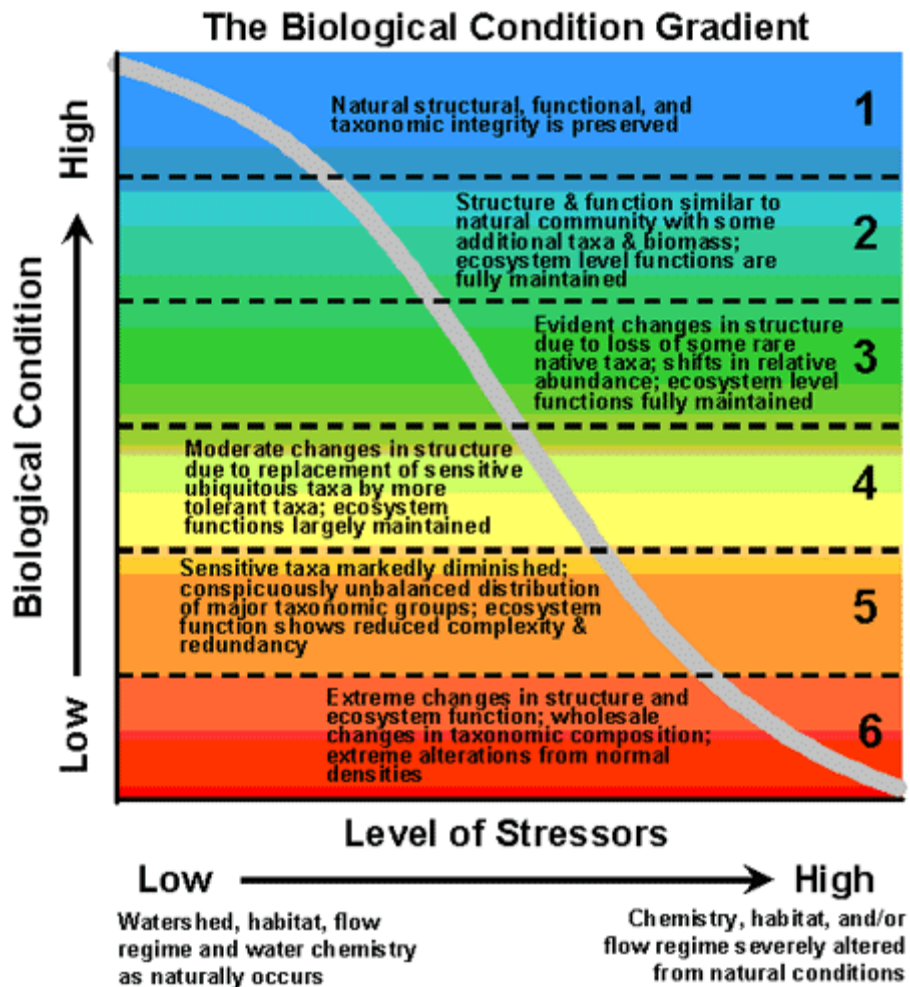 The Biological Condition Gradient
High
Biological Condition
Low
Natural structural, functional, and
taxonomic integrity is preserved
1
Structure & function similar to
natural community with some
additional taxa & biomass;
ecosystem level functions are
fully maintained
2
Evident changes in structure
due to loss of some rare
native taxa; shifts in relative
abundance; ecosystem level
functions fully maintained
3
Moderate changes in structure
due to replacement of sensitive
ubiquitous taxa by more
tolerant taxa; ecosystem
functions largely maintained
4
Sensitive taxa markedly diminished;
conspicuously unbalanced distribution
of major taxonomic groups; ecosystem
function shows reduced complexity &
redundancy
5
Extreme changes in structure and
ecosystem function; wholesale
changes in taxonomic composition;
extreme alterations from normal
densities
6
Level of Stressors
Low
High
Watershed, habitat, flow
regime and water chemistry
as naturally occurs
Chemistry, habitat, and/or
flow regime severely altered
from natural conditions